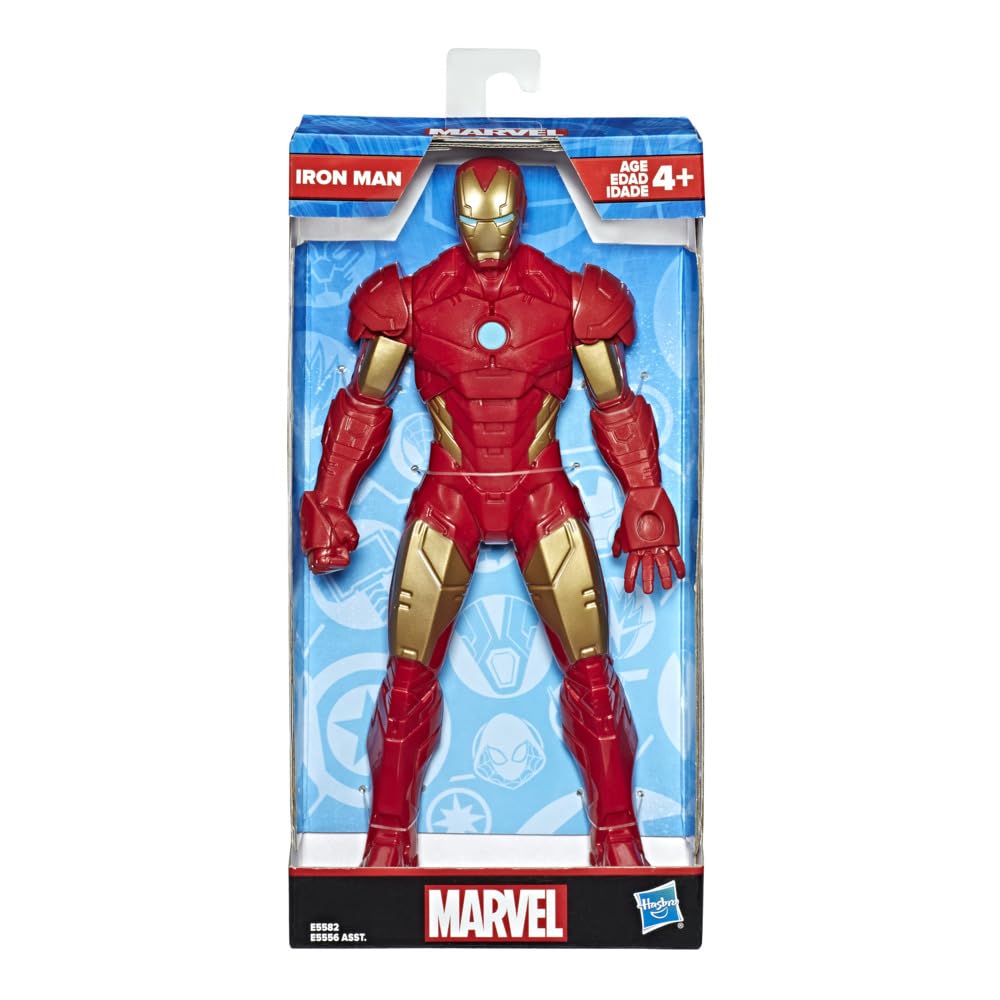 MARVEL
IRON MAN
AGE
EDAD
IDADE
4+
MARVEL
Hasbro
®
E5582
E5556 ASST.